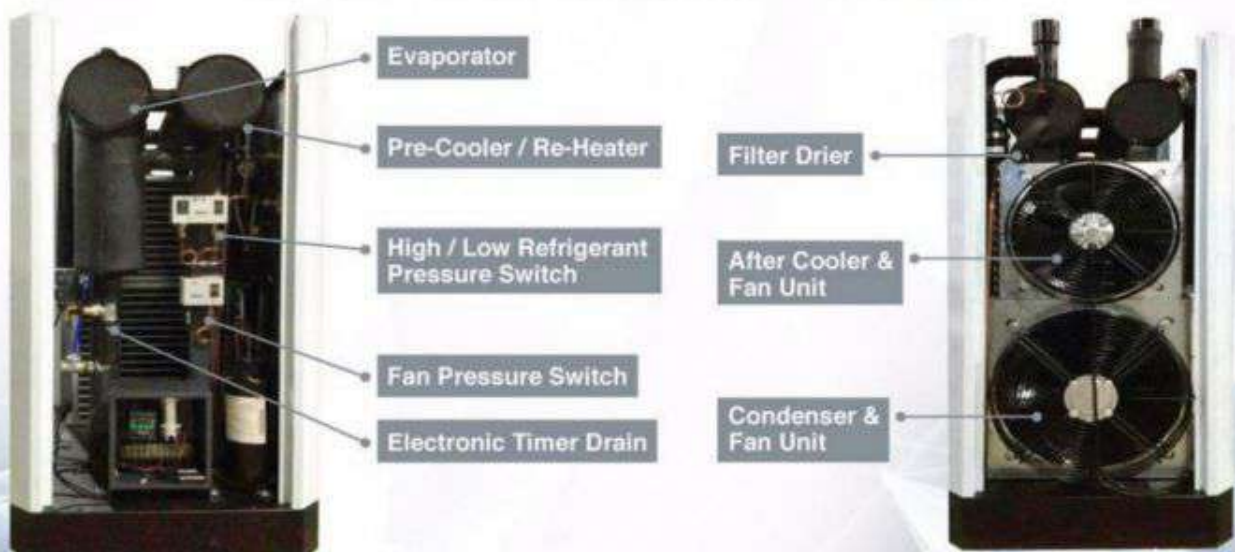 Evaporator
Pre-Cooler / Re-Heater
High / Low Refrigerant
Pressure Switch
Fan Pressure Switch
Electronic Timer Drain
Filter Drier
After Cooler &
Fan Unit
Condenser &
Fan Unit